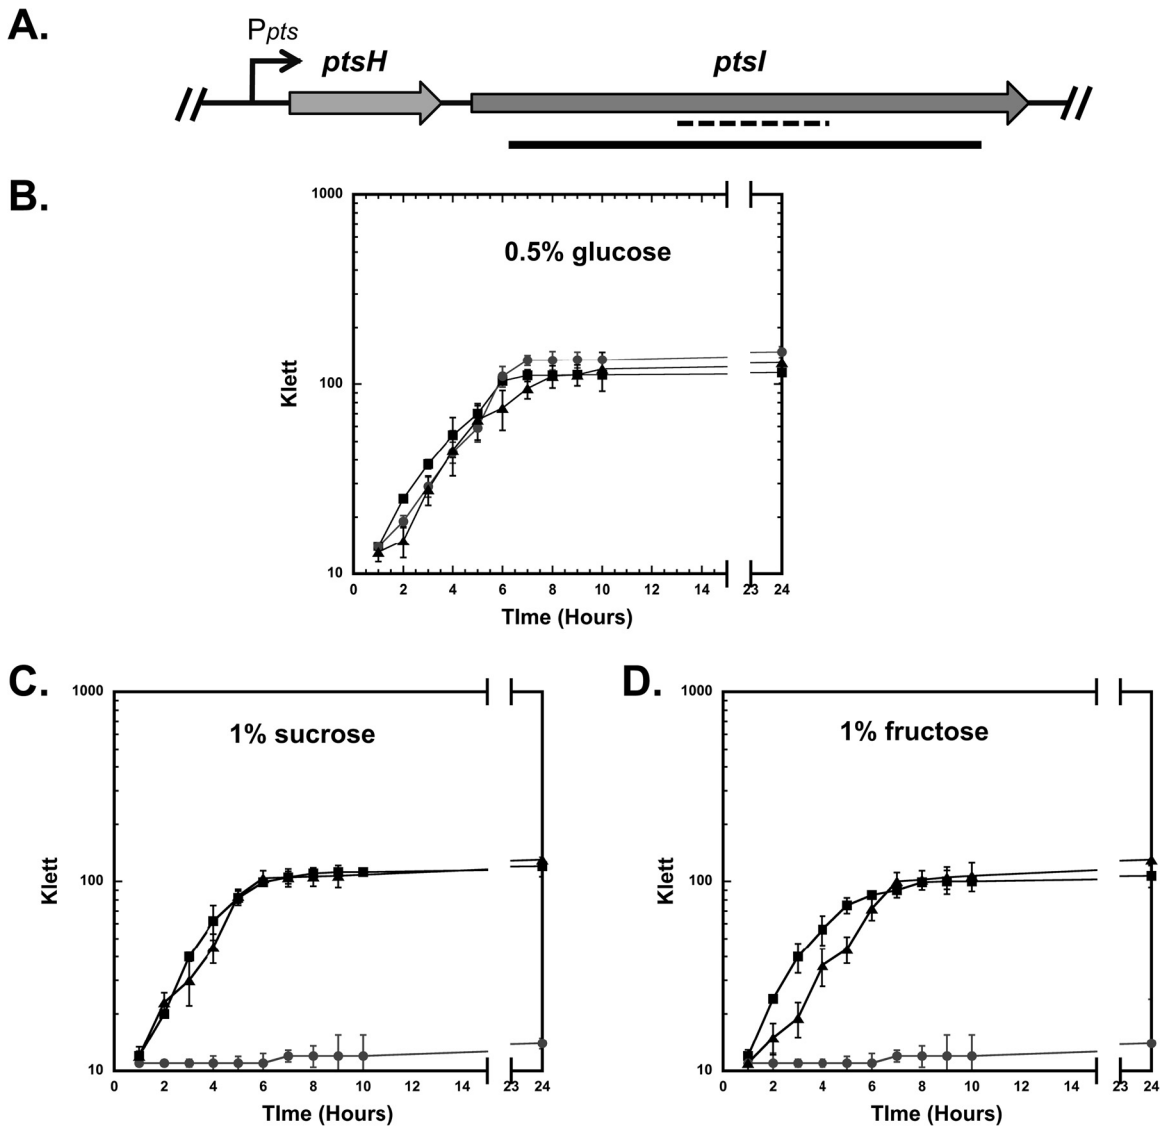 A.
Ppts
ptsH
ptsI
B.
1000
0.5% glucose
Klett
100
10
0 2 4 6 8 10 12 14 23 24
TIme (Hours)
C.
1000
1% sucrose
Klett
100
10
0 2 4 6 8 10 12 14 23 24
TIme (Hours)
D.
1000
1% fructose
Klett
100
10
0 2 4 6 8 10 12 14 23 24
TIme (Hours)